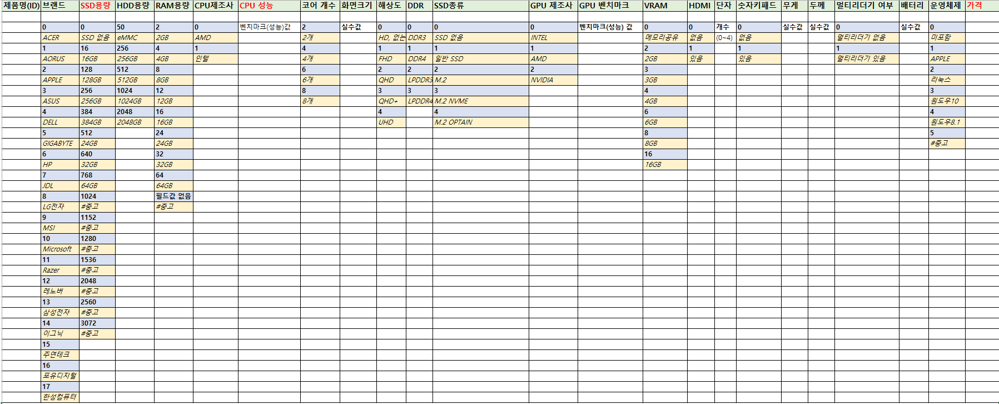 제품명(ID) 브랜드 SSD용량 HDD용량 RAM용량 CPU제조사 CPU 성능 코어 개수 화면크기 해상도 DDR SSD종류 GPU 제조사 GPU 벤치마크 VRAM HDMI 단자 숫자키패드 무게 두께 멀티리더기 여부 배터리 운영체제 가격
0 0 50 2 0 벤치마크(성능)값 2 실수값 0 0 0 0 벤치마크(성능) 값 0 0 개수 0 실수값 실수값 0 실수값 0
ACER SSD 없음 eMMC 2GB AMD 2개 HD, 없는 DDR3 SSD 없음 INTEL 메모리공유 없음 (0~4) 없음 멀티리더기 없음 미포함
1 16 256 4 1 4 1 1 1 1 2 1 1 1 1
AORUS 16GB 256GB 4GB 인텔 4개 FHD DDR4 일반 SSD AMD 2GB 있음 있음 멀티리더기 있음 APPLE
2 128 512 8 6 2 2 2 2 3 2
APPLE 128GB 512GB 8GB 6개 QHD LPDDR3 M.2 NVIDIA 3GB 리눅스
3 256 1024 12 8 3 3 3 4 3
ASUS 256GB 1024GB 12GB 8개 QHD+ LPDDR4 M.2 NVME 4GB 윈도우10
4 384 2048 16 4 4 6 4
DELL 384GB 2048GB 16GB UHD M.2 OPTAIN 6GB 윈도우8.1
5 512 24 8 5
GIGABYTE 24GB 24GB 8GB #중고
6 640 32 16
HP 32GB 32GB 16GB
7 768 64
JDL 64GB 64GB
8 1024 필드값 없음
LG전자 #중고 #중고
9 1152
MSI #중고
10 1280
Microsoft #중고
11 1536
Razer #중고
12 2048
레노버 #중고
13 2560
삼성전자 #중고
14 3072
이그닉 #중고
15
주연테크
16
포유디지털
17
한성컴퓨터